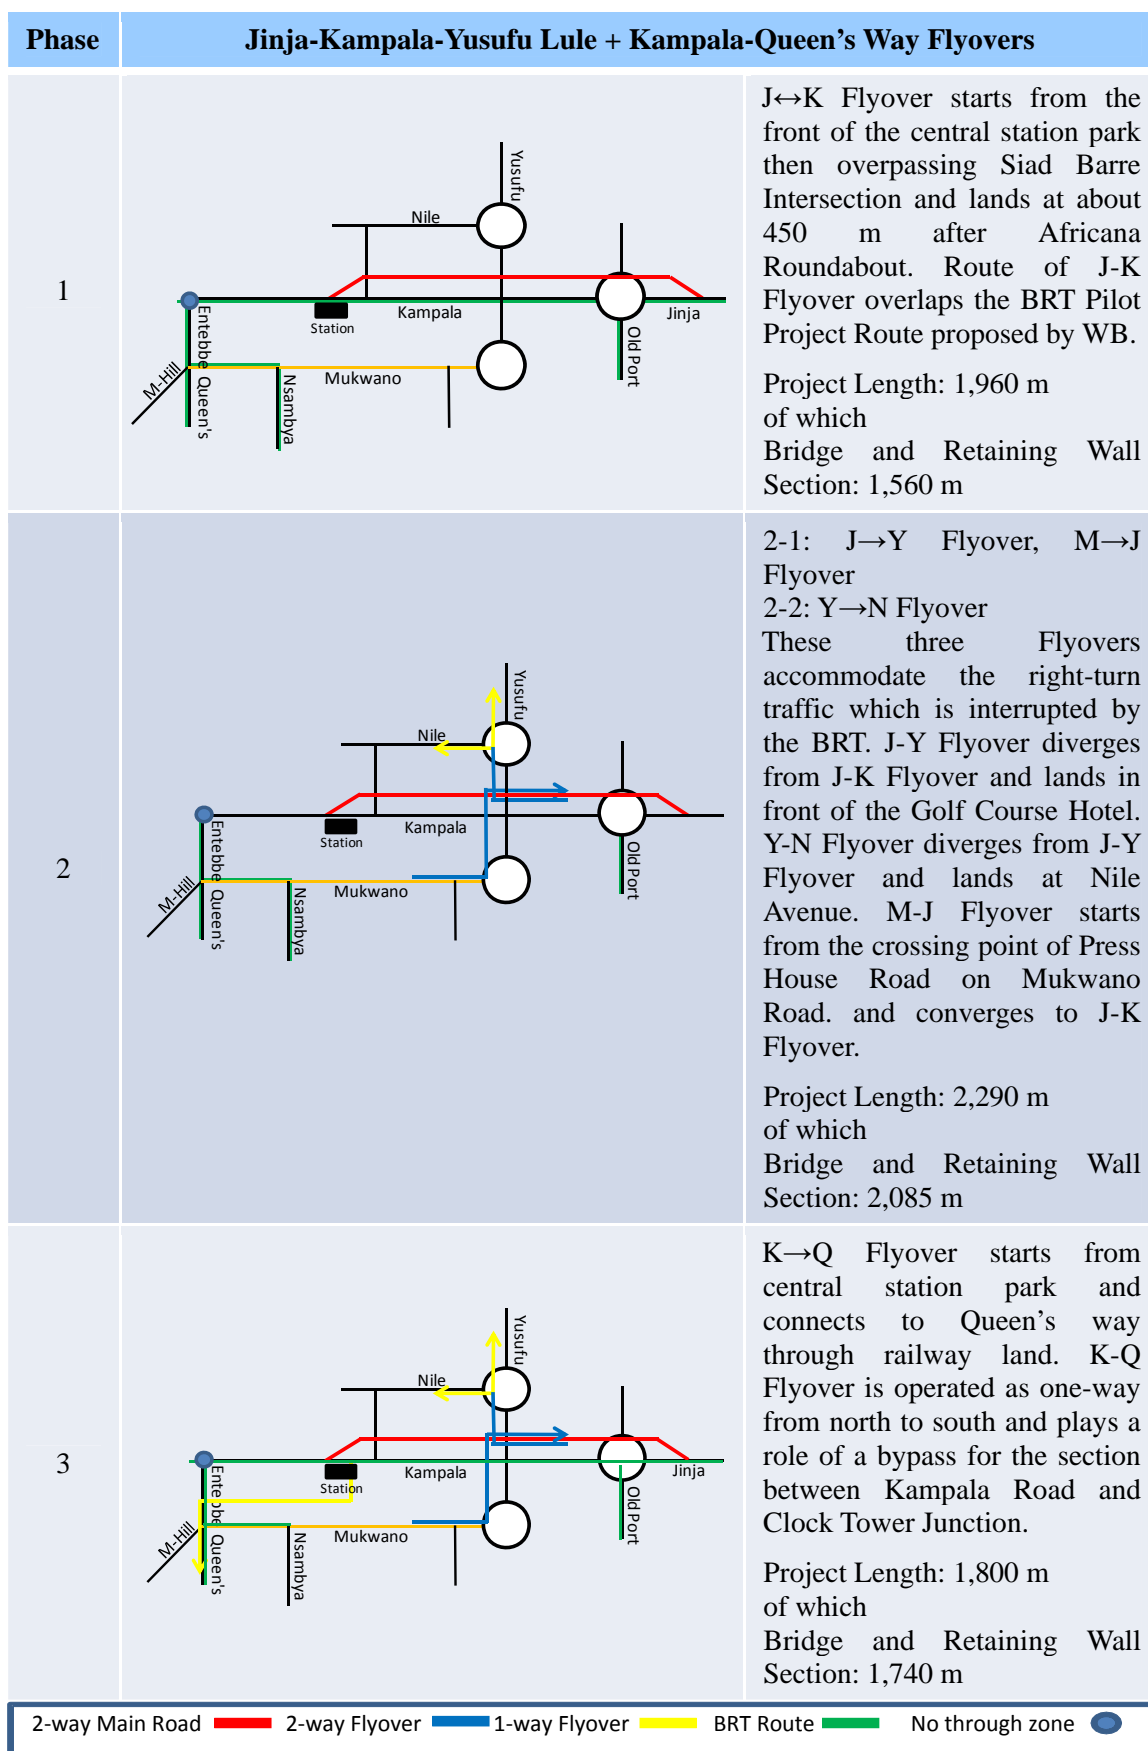 Phase
Jinja-Kampala-Yusufu Lule + Kampala-Queen’s Way Flyovers
1
Yusufu
Nile
Kampala
Jinja
Station
Entebbe
Queen's
M-Hill
Nsambya
Mukwano
Old Port
J↔K Flyover starts from the
front of the central station park
then overpassing Siad Barre
Intersection and lands at about
450 m after Africana
Roundabout. Route of J-K
Flyover overlaps the BRT Pilot
Project Route proposed by WB.
Project Length: 1,960 m
of which
Bridge and Retaining Wall
Section: 1,560 m
2
Yusufu
Nile
Kampala
Station
Entebbe
Queen's
M-Hill
Nsambya
Mukwano
Old Port
2-1: J→Y Flyover, M→J
Flyover
2-2: Y→N Flyover
These three Flyovers
accommodate the right-turn
traffic which is interrupted by
the BRT. J-Y Flyover diverges
from J-K Flyover and lands in
front of the Golf Course Hotel.
Y-N Flyover diverges from J-Y
Flyover and lands at Nile
Avenue. M-J Flyover starts
from the crossing point of Press
House Road on Mukwano
Road. and converges to J-K
Flyover.
Project Length: 2,290 m
of which
Bridge and Retaining Wall
Section: 2,085 m
3
Yusufu
Nile
Kampala
Jinja
Station
Entebbe
Queen's
M-Hill
Nsambya
Mukwano
Old Port
K→Q Flyover starts from
central station park and
connects to Queen’s way
through railway land. K-Q
Flyover is operated as one-way
from north to south and plays a
role of a bypass for the section
between Kampala Road and
Clock Tower Junction.
Project Length: 1,800 m
of which
Bridge and Retaining Wall
Section: 1,740 m
2-way Main Road 2-way Flyover 1-way Flyover BRT Route No through zone